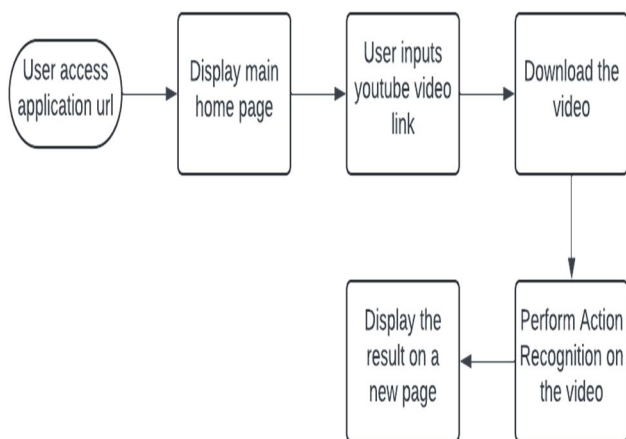 User access
application url
Display main
home page
User inputs
youtube video
link
Download the
video
Perform Action
Recognition on
the video
Display the
result on a
new page